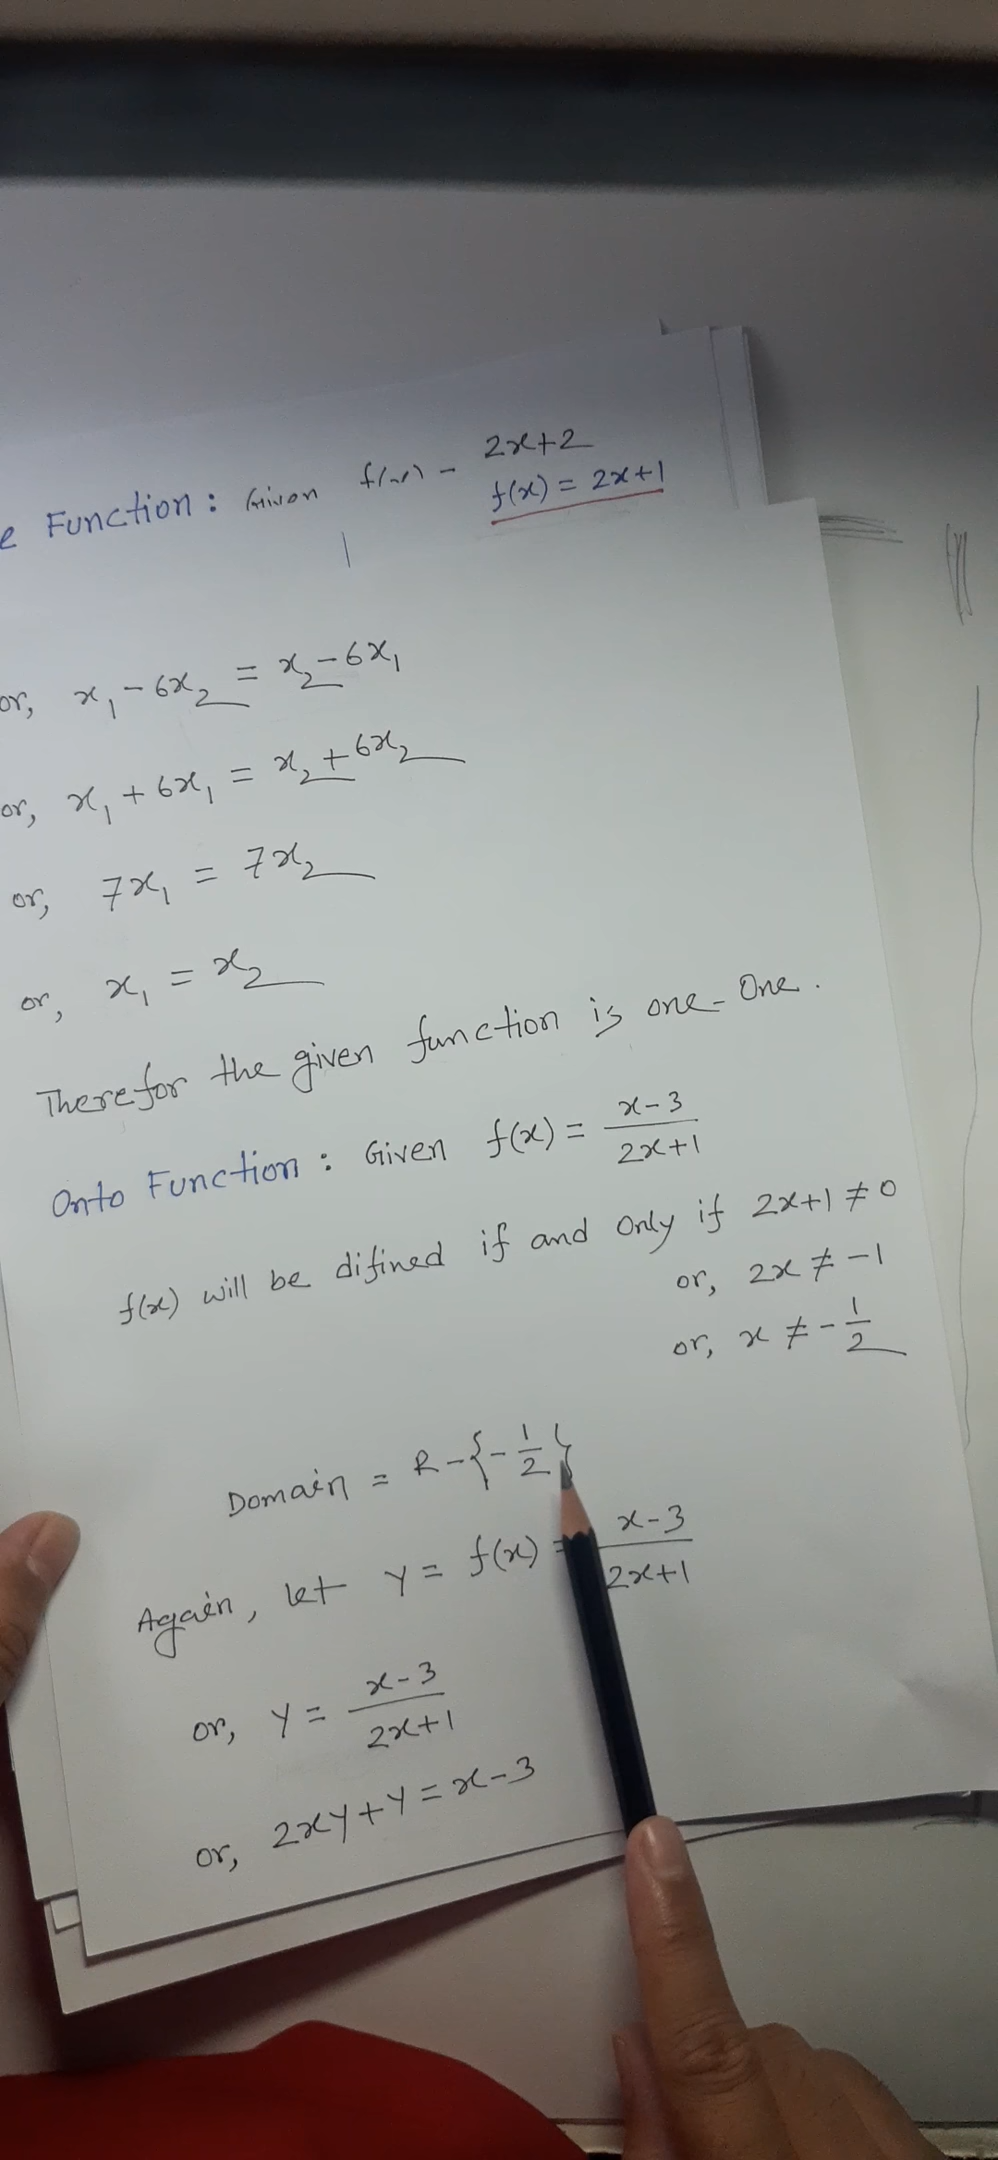 e Function: Given f(x) - 2x+2
f(x) = 2x+1
or, x₁-6x₂ = x₂-6x₁
or, x₁+6x₁ = x₂+6x₂
or, 7x₁ = 7x₂
or, x₁ = x₂
Therefor the given function is one-One.
Onto Function: Given f(x) = x-3/2x+1
f(x) will be difined if and Only if 2x+1≠0
or, 2x ≠ -1
or, x ≠ -1/2
Domain = R-{-1/2}
Again, let Y = f(x) = x-3/2x+1
or, Y = x-3/2x+1
or, 2xY+Y = x-3